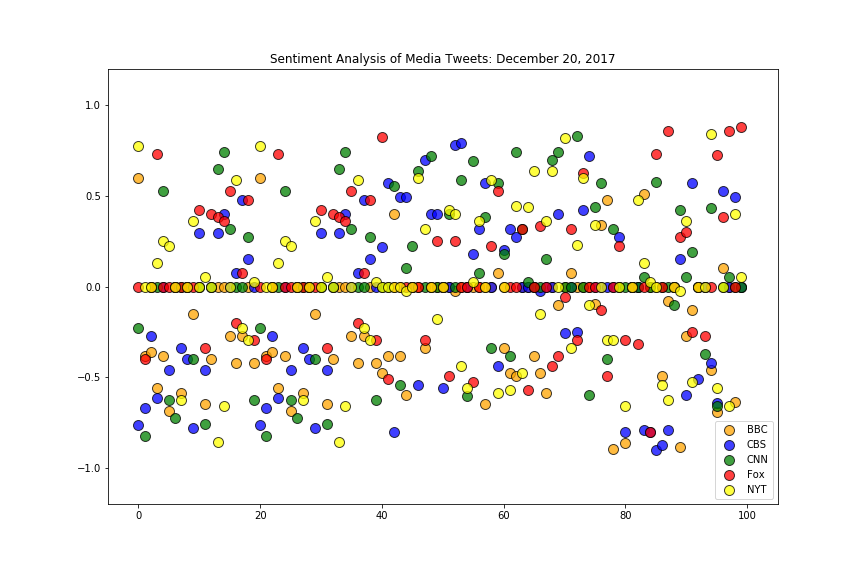 Sentiment Analysis of Media Tweets: December 20, 2017
1.0
0.5
0.0
−0.5
−1.0
0
20
40
60
80
100
BBC
CBS
CNN
Fox
NYT